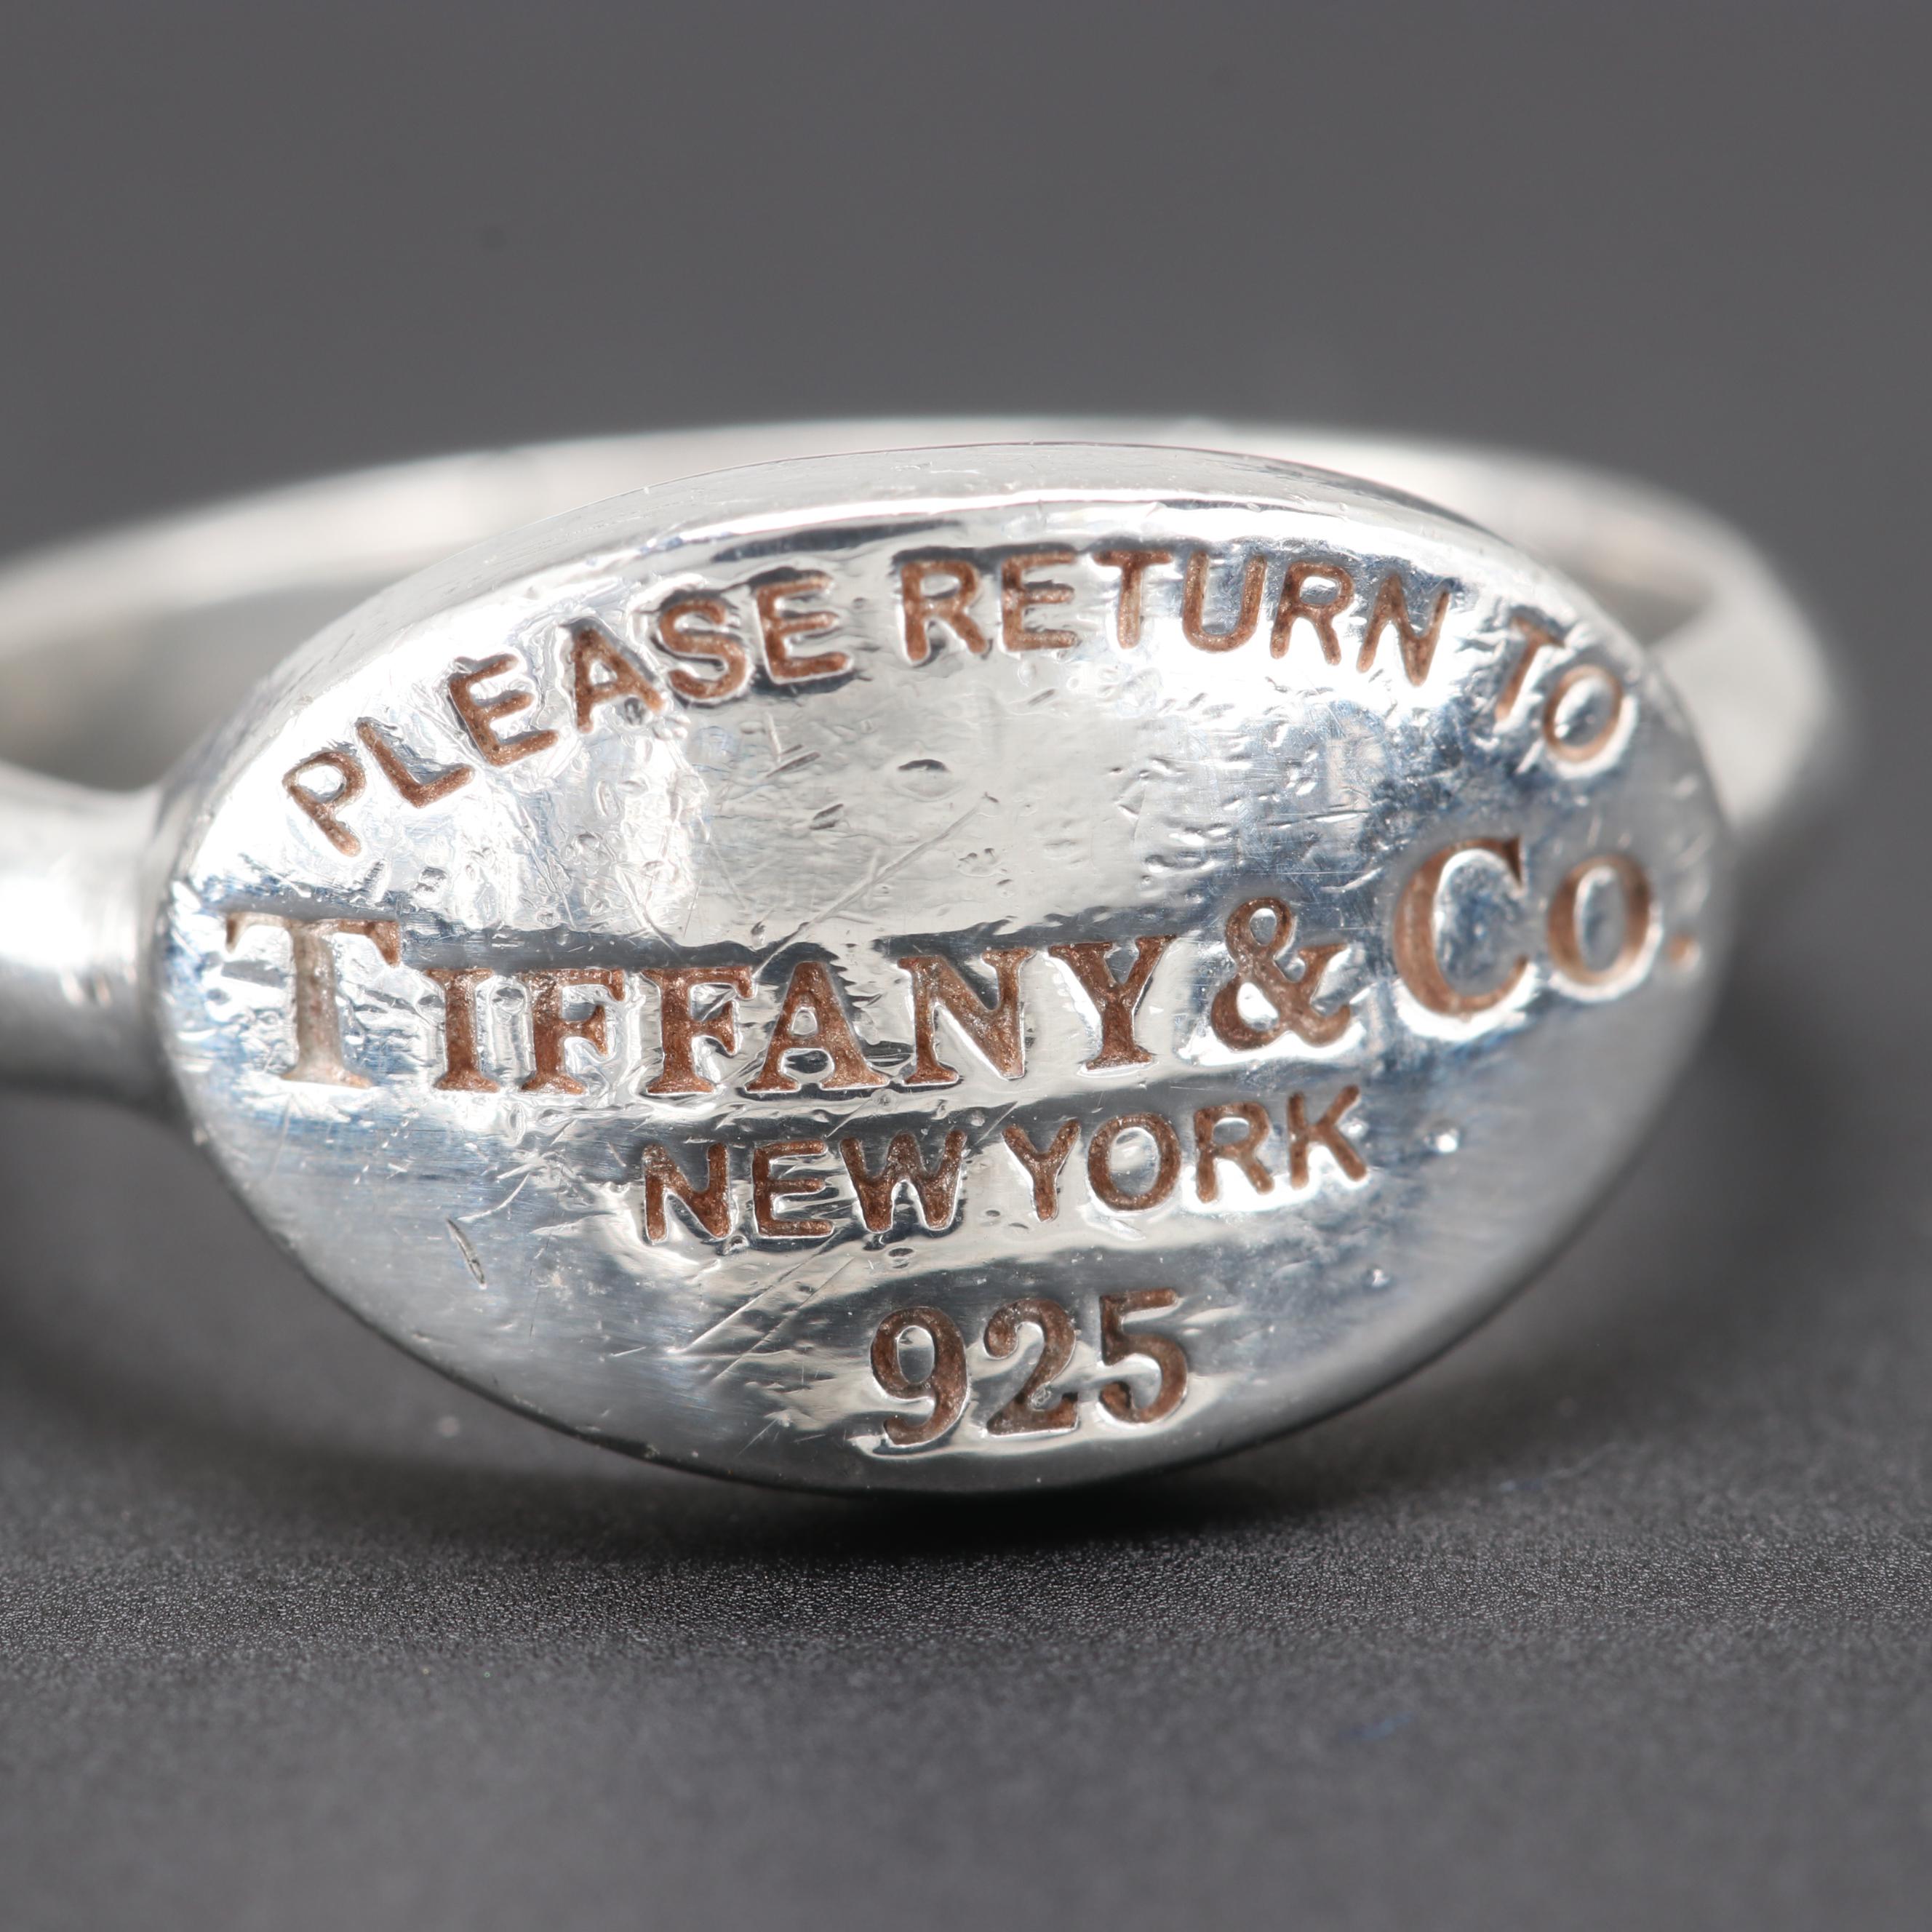 PLEASE RETURN TO
TIFFANY & CO.
NEW YORK
925